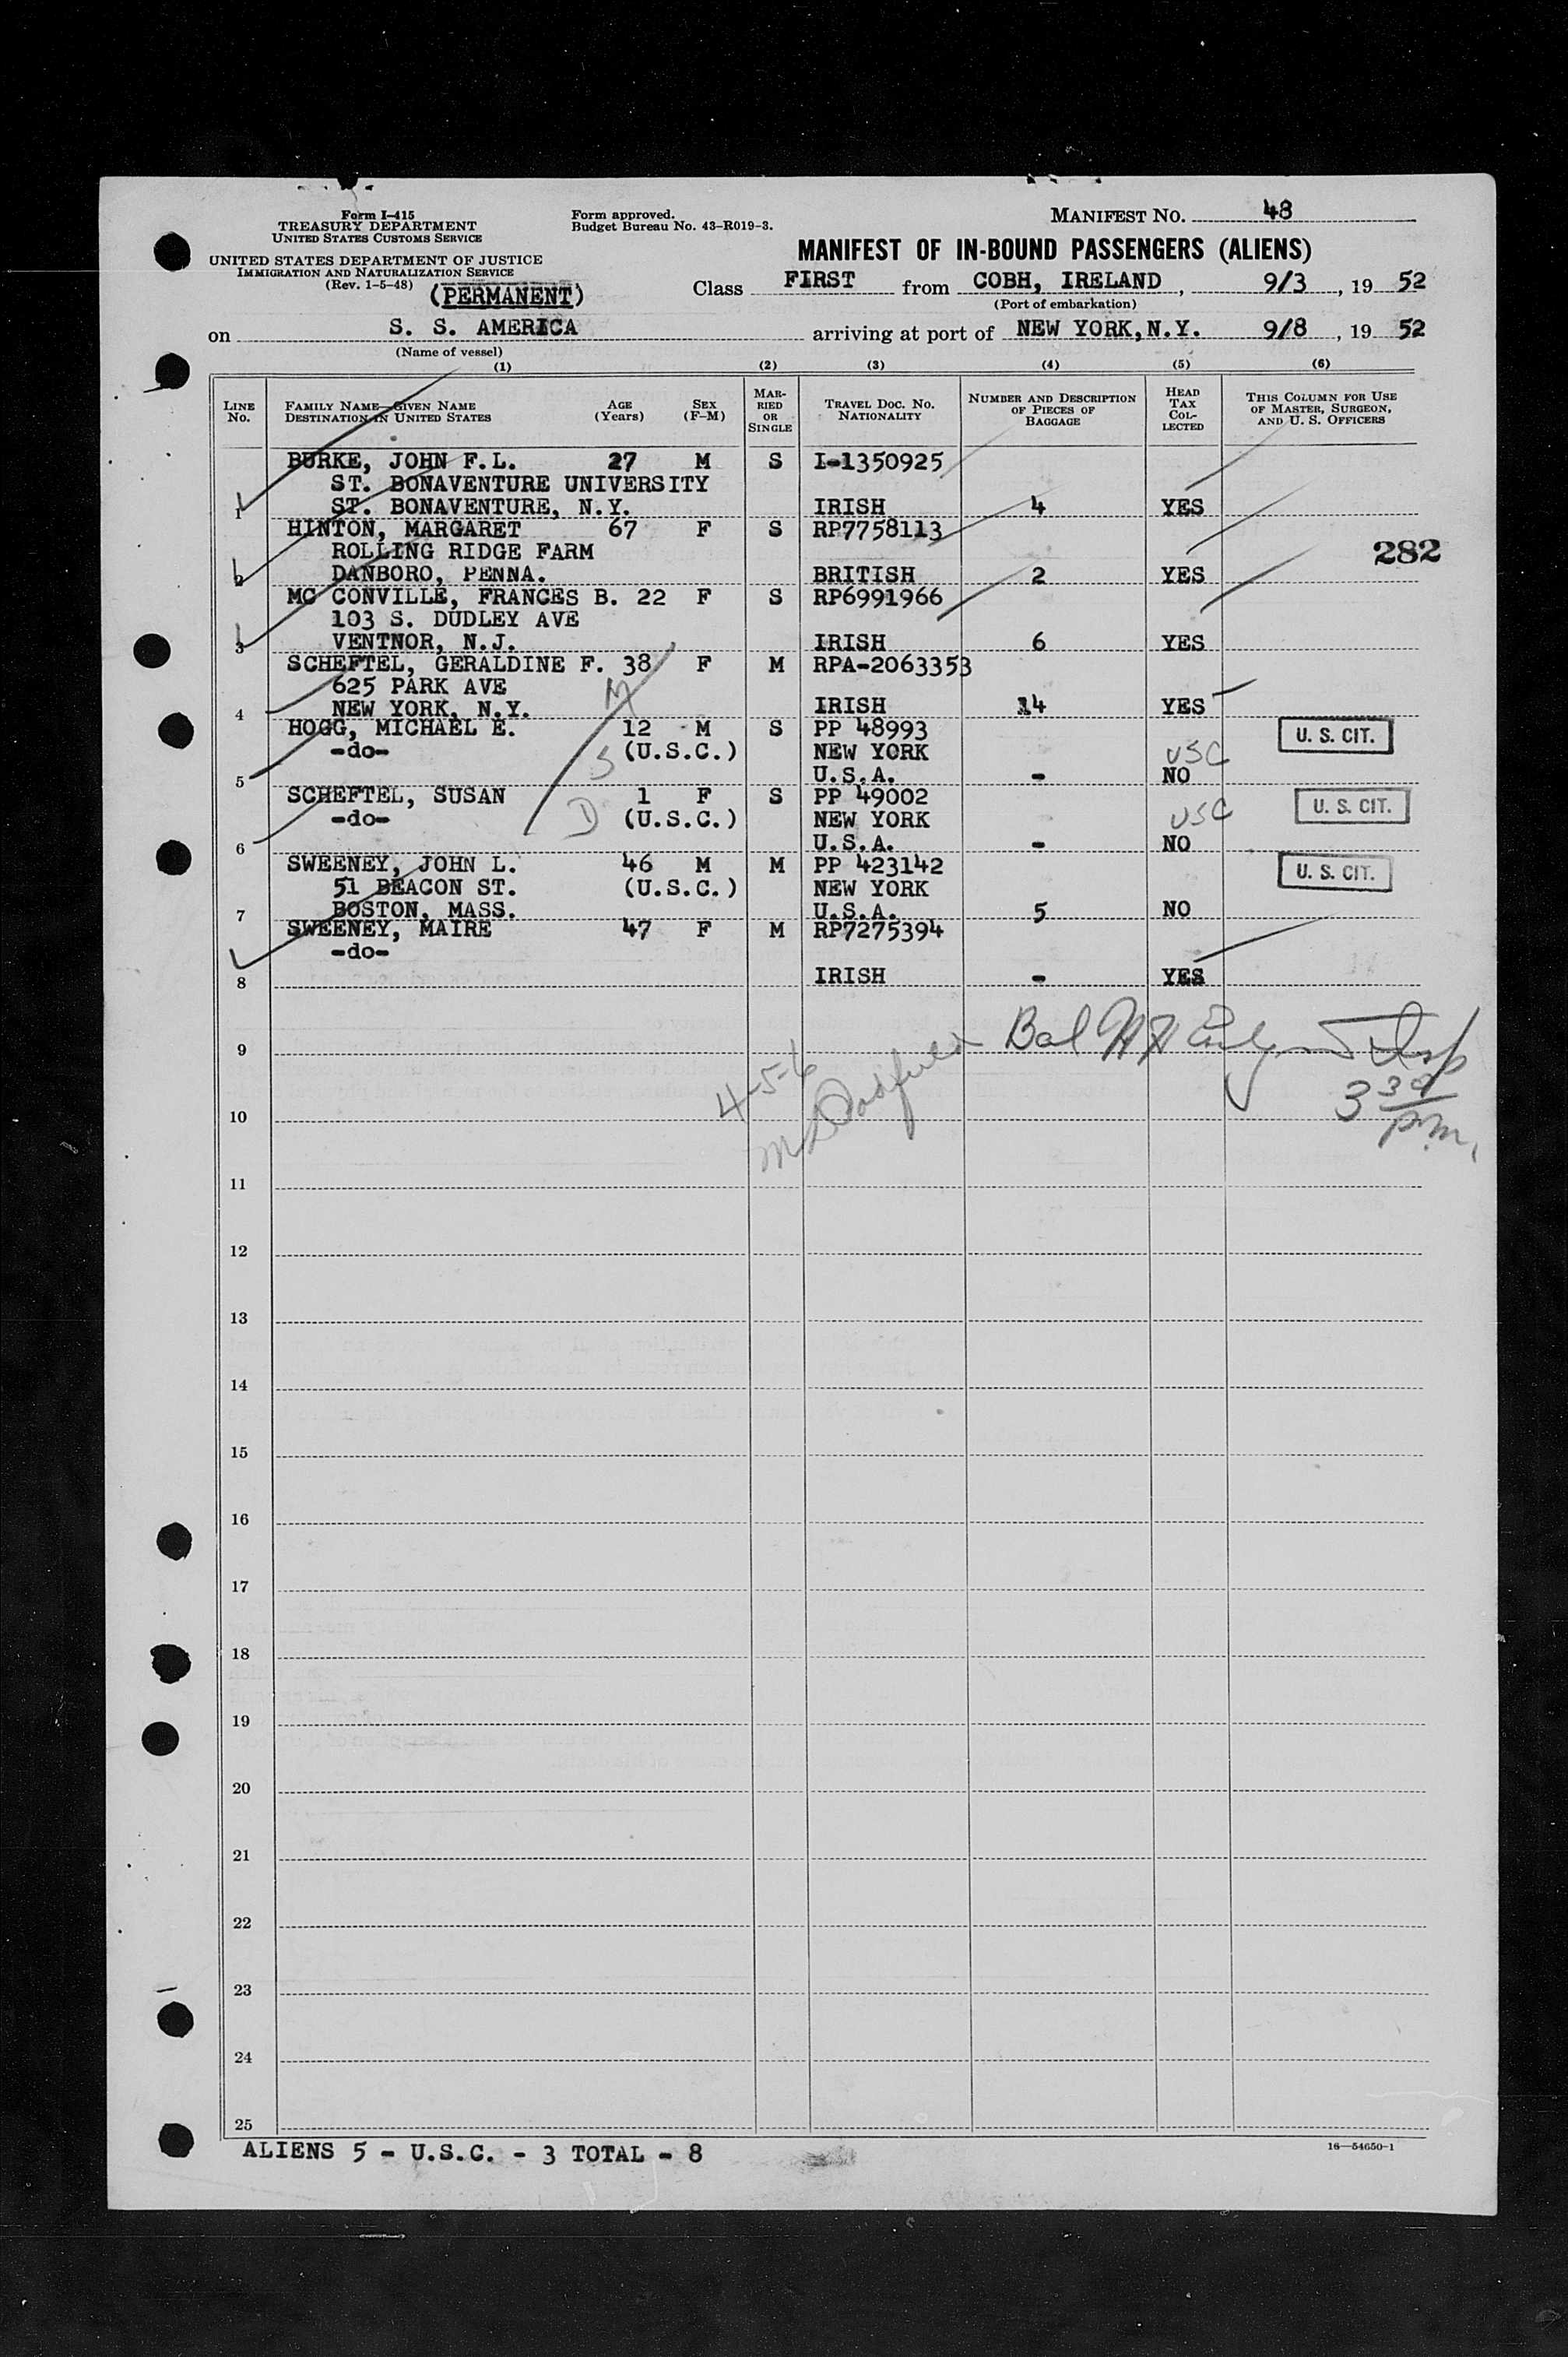 Form I-415
TREASURY DEPARTMENT
UNITED STATES CUSTOMS SERVICE
UNITED STATES DEPARTMENT OF JUSTICE
IMMIGRATION AND NATURALIZATION SERVICE
(Rev. 1-5-48)
(PERMANENT)
Form approved.
Budget Bureau No. 43-R019-3.
MANIFEST NO. 48
MANIFEST OF IN-BOUND PASSENGERS (ALIENS)
Class FIRST from COBH, IRELAND, 9/3, 19 52
(Port of embarkation)
on S. S. AMERICA arriving at port of NEW YORK, N.Y. 9/8, 19 52
(Name of vessel)
(1) (2) (3) (4) (5) (6)
LINE No. FAMILY NAME—GIVEN NAME DESTINATION IN UNITED STATES AGE (Years) SEX (F-M) MARRIED OR SINGLE TRAVEL DOC. NO. NATIONALITY NUMBER AND DESCRIPTION OF PIECES OF BAGGAGE HEAD TAX COLLECTED THIS COLUMN FOR USE OF MASTER, SURGEON, AND U. S. OFFICERS
BURKE, JOHN F.L. 27 M S I-1350925
ST. BONAVENTURE UNIVERSITY
1 ST. BONAVENTURE, N.Y. IRISH 4 YES
HINTON, MARGARET 67 F S RP7758113
ROLLING RIDGE FARM 282
2 DANBORO, PENNA. BRITISH 2 YES
MC CONVILLE, FRANCES B. 22 F S RP6991966
103 S. DUDLEY AVE
3 VENTNOR, N.J. IRISH 6 YES
SCHEFTEL, GERALDINE F. 38 F M RPA-2063353
625 PARK AVE M
4 NEW YORK, N.Y. IRISH 14 YES
HOGG, MICHAEL E. 12 M S PP 48993 U. S. CIT.
-do- S (U.S.C.) NEW YORK USC
5 U.S.A. - NO
SCHEFTEL, SUSAN 1 F S PP 49002 U. S. CIT.
-do- D (U.S.C.) NEW YORK USC
6 U.S.A. - NO
SWEENEY, JOHN L. 46 M M PP 423142 U. S. CIT.
51 BEACON ST. (U.S.C.) NEW YORK
7 BOSTON, MASS. U.S.A. 5 NO
SWEENEY, MAIRE 47 F M RP7275394
-do-
8 IRISH - YES
9 Bal
4-5-6
10 3 30 pm.
11
12
13
14
15
16
17
18
19
20
21
22
23
24
25
ALIENS 5 - U.S.C. - 3 TOTAL - 8
16—54650-1